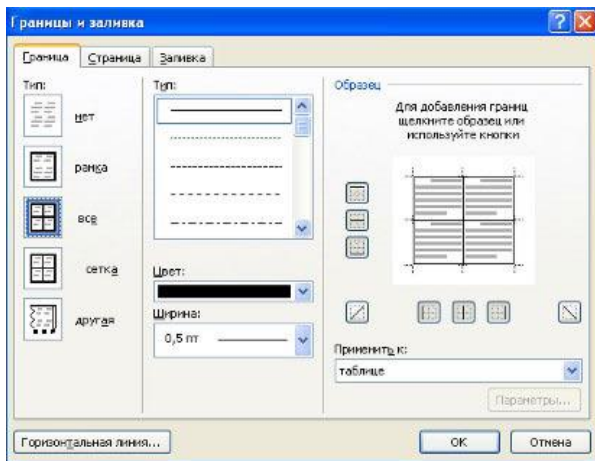 Границы и заливка
Граница Страница Заливка
Тип:
нет
рамка
все
сетка
другая
Тип:
Цвет:
Ширина:
0,5 пт
Образец
Для добавления границ
щелкните образец или
используйте кнопки
Применить к:
таблице
Параметры...
Горизонтальная линия...
ОК
Отмена